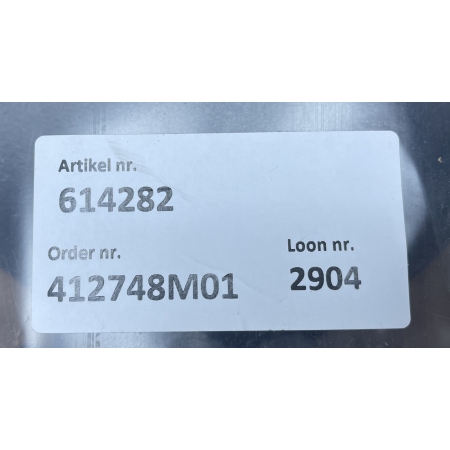 Artikel nr.
614282
Order nr. Loon nr.
412748M01 2904